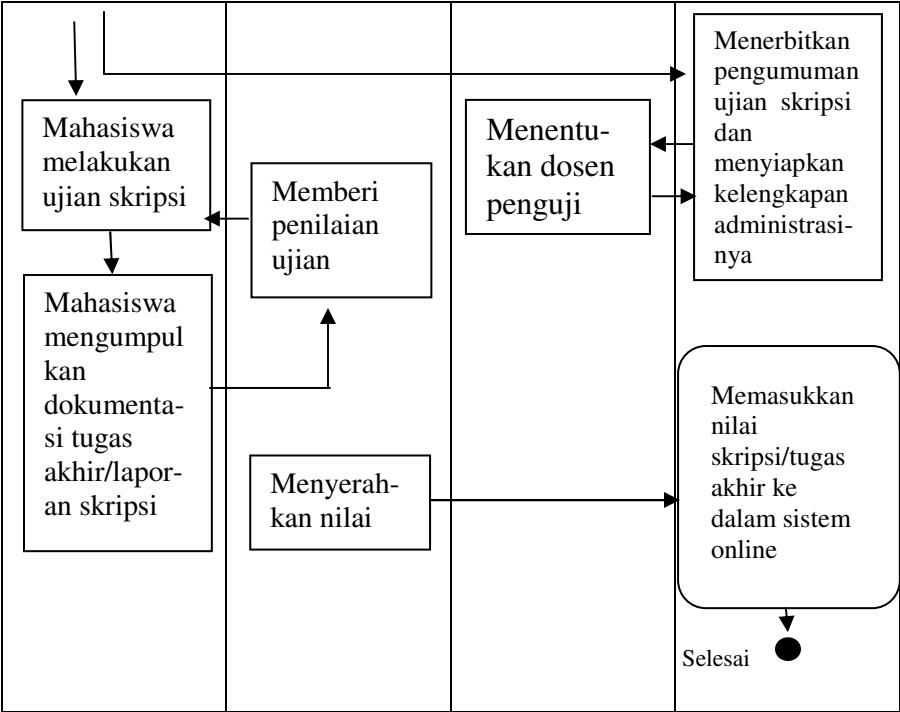 Mahasiswa
melakukan
ujian skripsi
Mahasiswa
mengumpul
kan
dokumenta-
si tugas
akhir/lapor-
an skripsi
Memberi
penilaian
ujian
Menyerah-
kan nilai
Menentu-
kan dosen
penguji
Menerbitkan
pengumuman
ujian skripsi
dan
menyiapkan
kelengkapan
administrasi-
nya
Memasukkan
nilai
skripsi/tugas
akhir ke
dalam sistem
online
Selesai